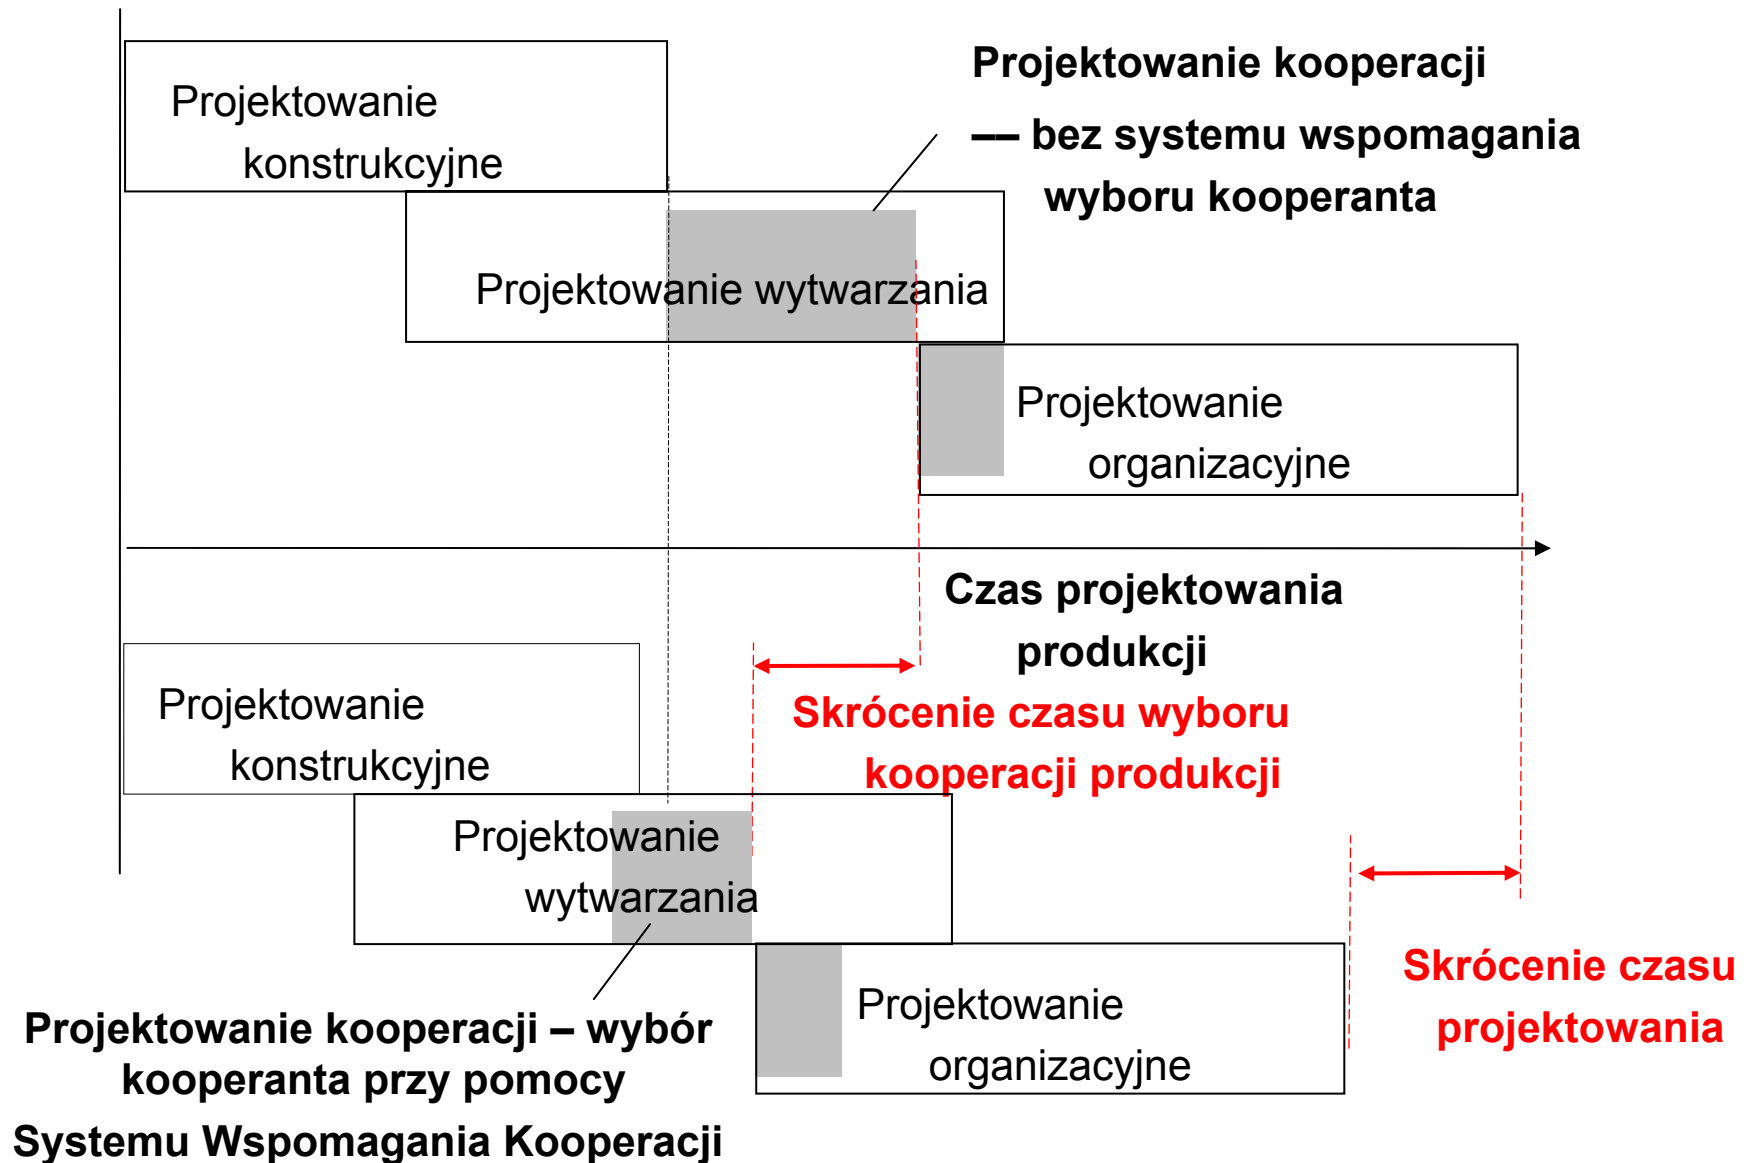 Projektowanie
konstrukcyjne
Projektowanie kooperacji
–– bez systemu wspomagania
wyboru kooperanta
Projektowanie wytwarzania
Projektowanie
organizacyjne
Czas projektowania
produkcji
Projektowanie
konstrukcyjne
Skrócenie czasu wyboru
kooperacji produkcji
Projektowanie
wytwarzania
Skrócenie czasu
projektowania
Projektowanie
organizacyjne
Projektowanie kooperacji – wybór
kooperanta przy pomocy
Systemu Wspomagania Kooperacji